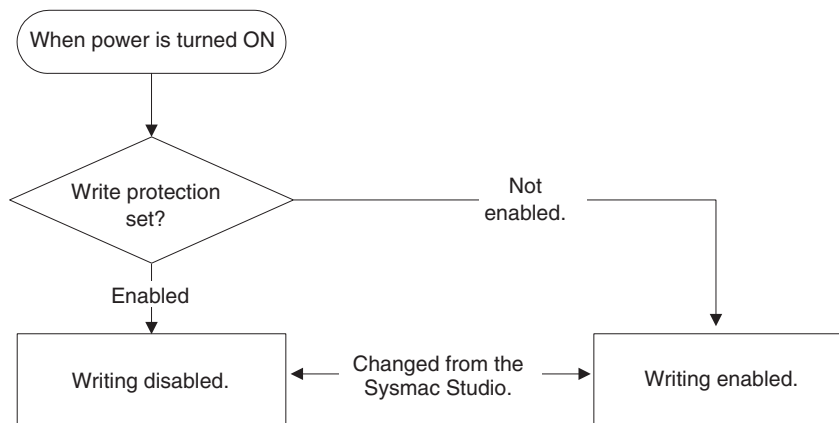 When power is turned ON
Write protection
set?
Not
enabled.
Enabled
Writing disabled.
Changed from the
Sysmac Studio.
Writing enabled.